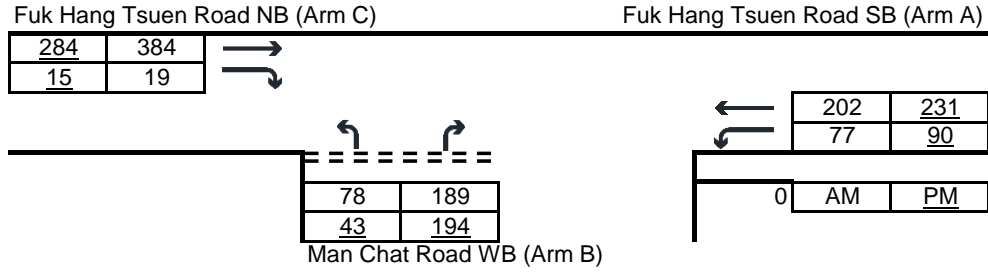 Fuk Hang Tsuen Road NB (Arm C) Fuk Hang Tsuen Road SB (Arm A)
284 384
15 19
202 231
77 90
78 189
43 194
0 AM PM
Man Chat Road WB (Arm B)